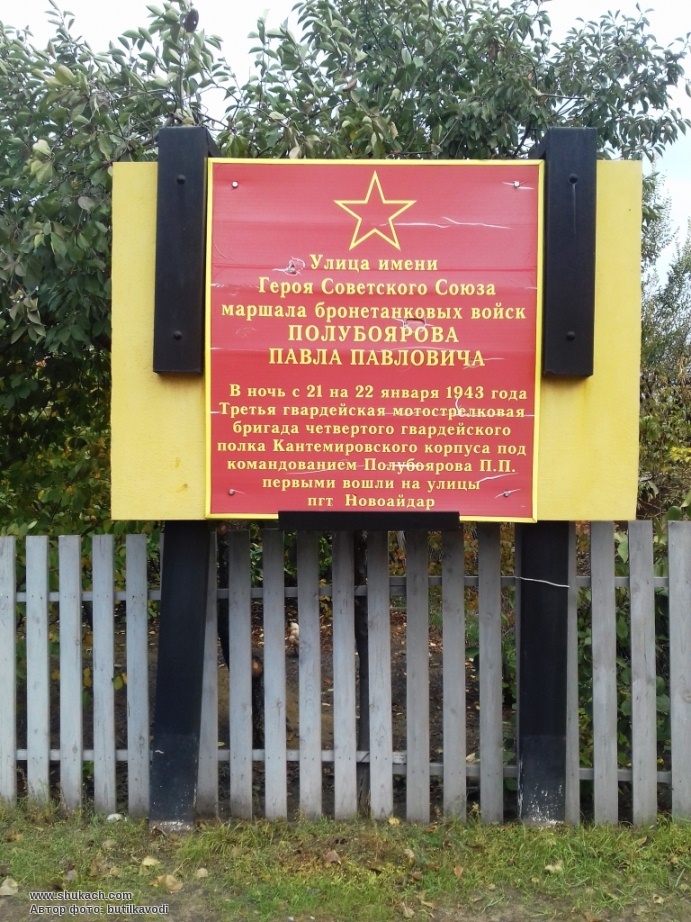 Улица имени
Героя Советского Союза
маршала бронетанковых войск
ПОЛУБОЯРОВА
ПАВЛА ПАВЛОВИЧА
В ночь с 21 на 22 января 1943 года
Третья гвардейская мотострелковая
бригада четвертого гвардейского
полка Кантемировского корпуса под
командованием Полубоярова П.П.
первыми вошли на улицы
пгт Новоайдар
www.shukach.com
Автор фото: butilkavodi